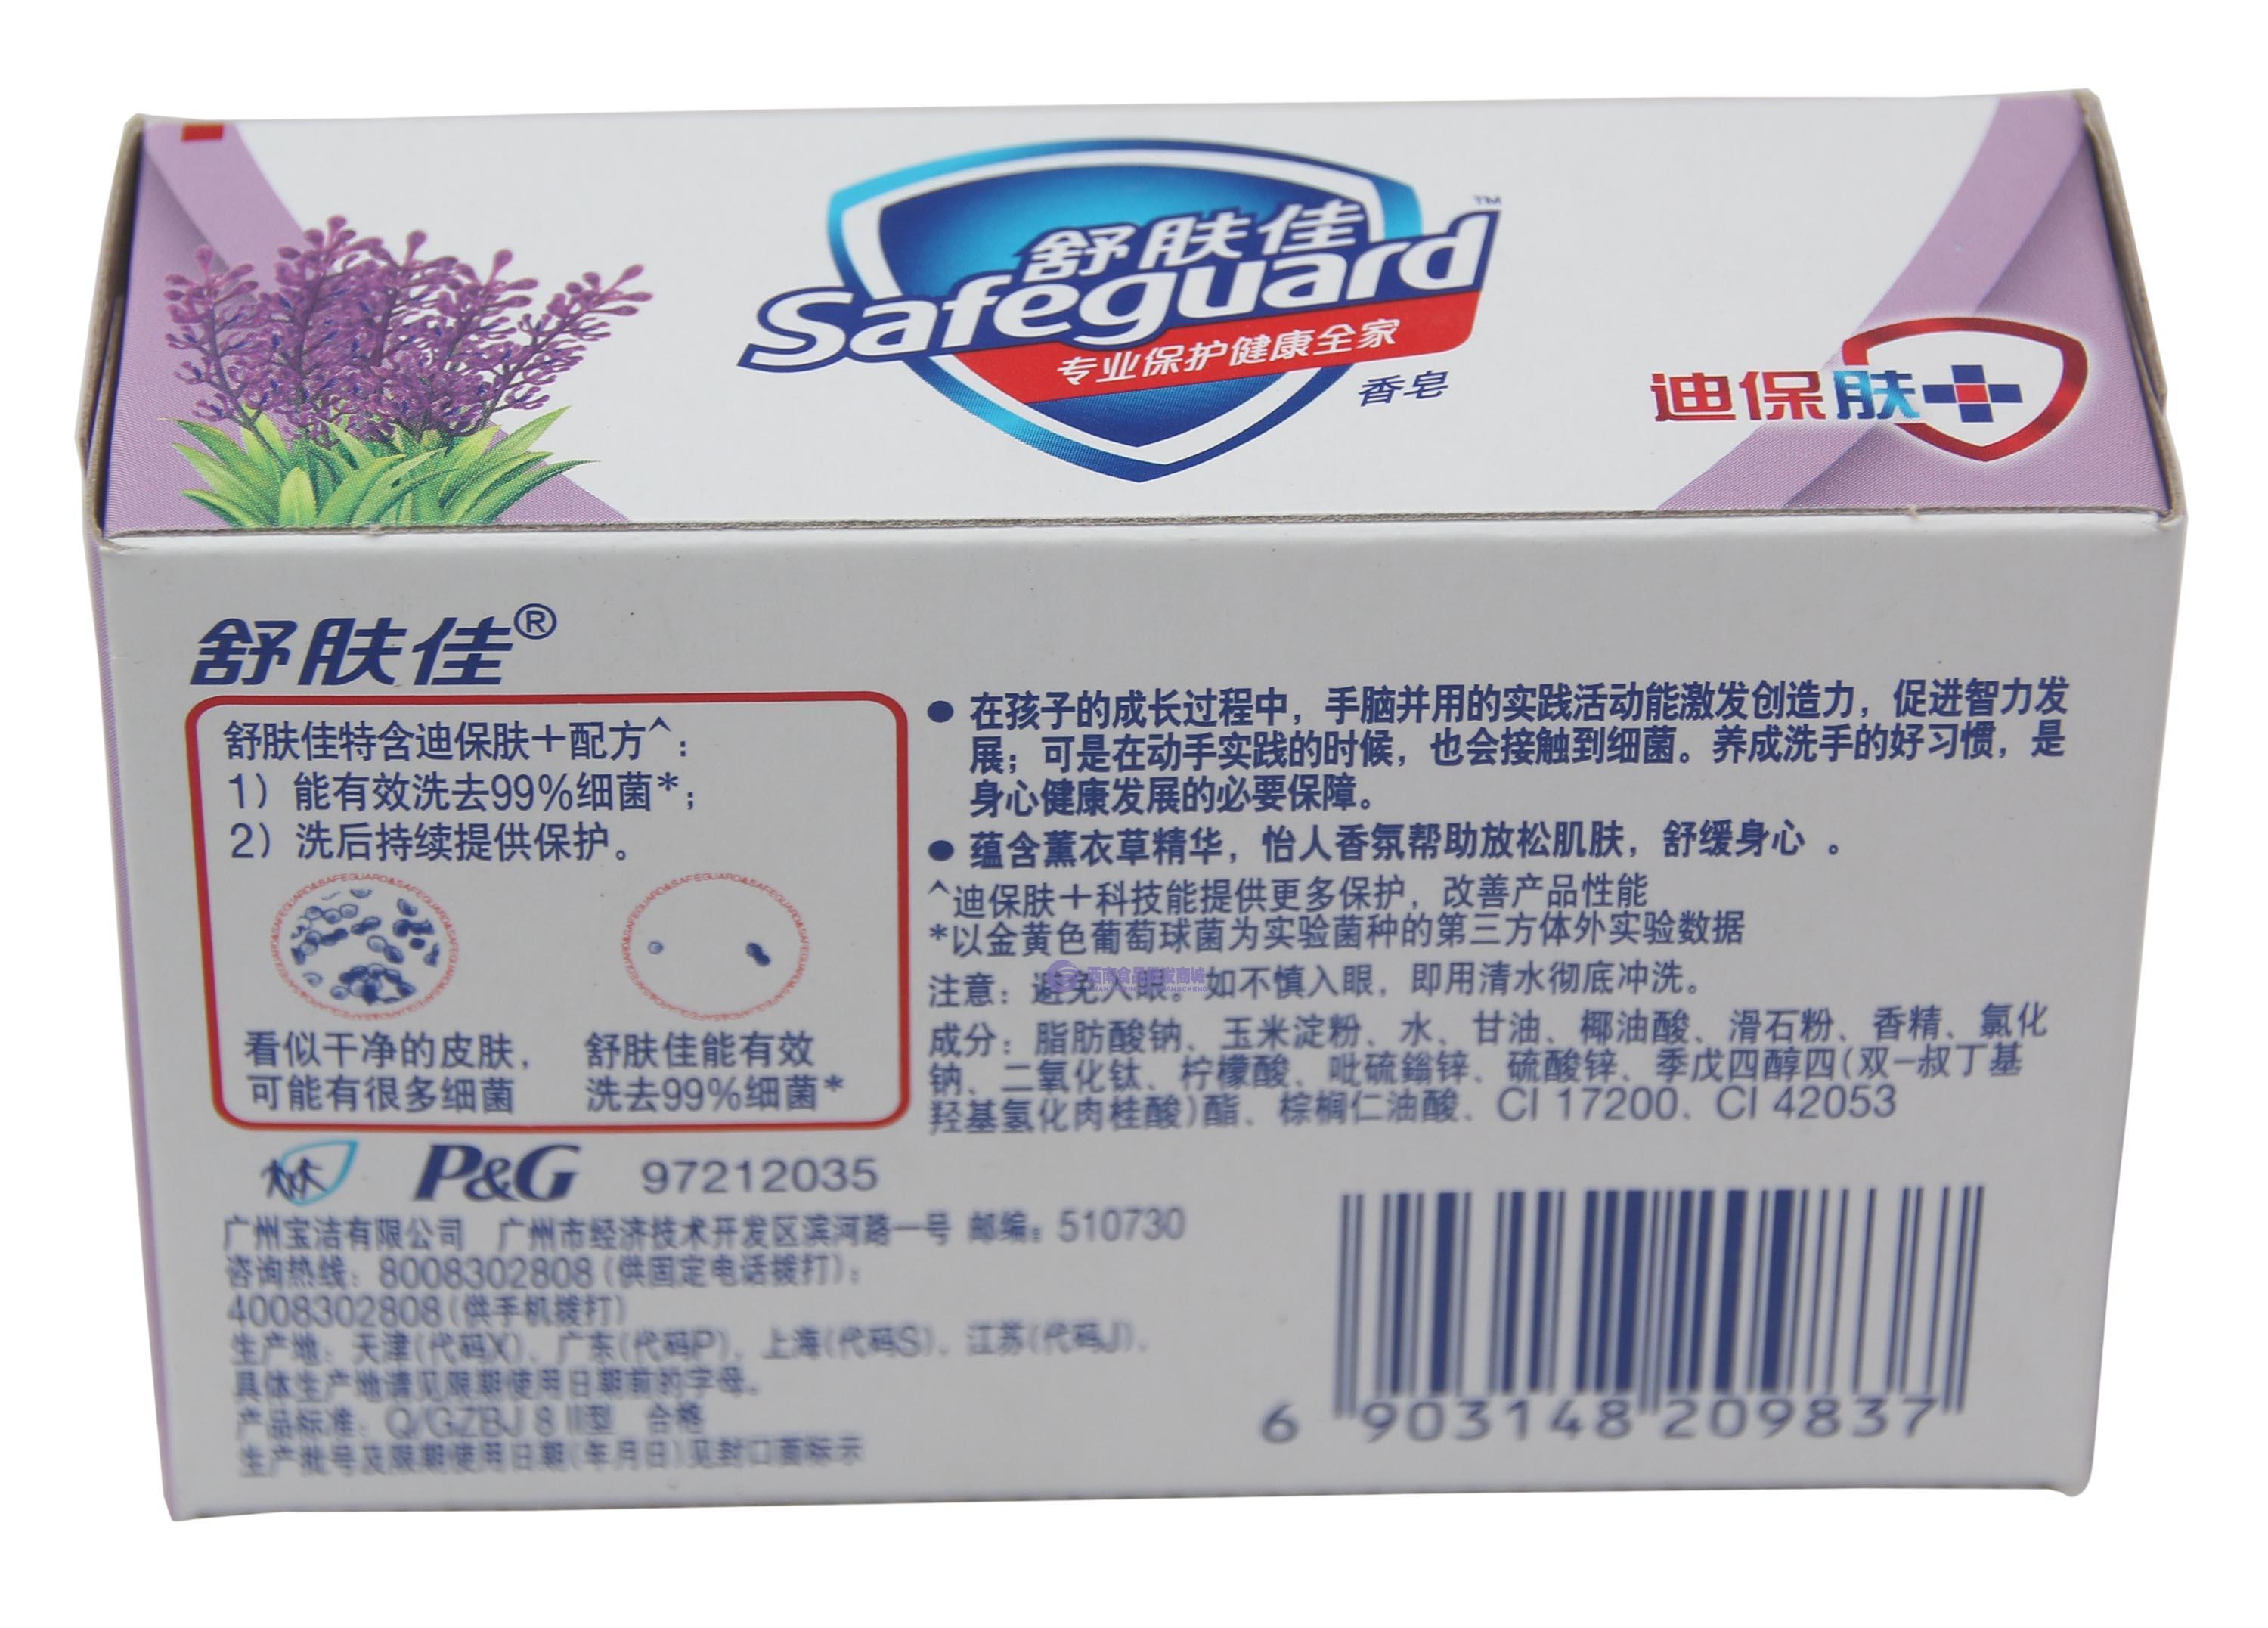 舒肤佳
Safeguard™
专业保护健康全家
香皂
迪保肤
舒肤佳®
舒肤佳特含迪保肤+配方^:
1）能有效洗去99%细菌*;
2）洗后持续提供保护。
看似干净的皮肤，
可能有很多细菌
舒肤佳能有效
洗去99%细菌*
● 在孩子的成长过程中，手脑并用的实践活动能激发创造力，促进智力发
展；可是在动手实践的时候，也会接触到细菌。养成洗手的好习惯，是
身心健康发展的必要保障。
● 蕴含薰衣草精华，怡人香氛帮助放松肌肤，舒缓身心 。
^迪保肤+科技能提供更多保护，改善产品性能
*以金黄色葡萄球菌为实验菌种的第三方体外实验数据
注意：避免入眼。如不慎入眼，即用清水彻底冲洗。
成分：脂肪酸钠、玉米淀粉、水、甘油、椰油酸、滑石粉、香精、氯化
钠、二氧化钛、柠檬酸、吡硫鎓锌、硫酸锌、季戊四醇四(双-叔丁基
羟基氢化肉桂酸)酯、棕榈仁油酸、CI 17200、CI 42053
P&G 97212035
广州宝洁有限公司 广州市经济技术开发区滨河路一号 邮编：510730
咨询热线：8008302808(供固定电话拨打)；
4008302808(供手机拨打)
生产地：天津(代码X)、广东(代码P)、上海(代码S)、江苏(代码J)，
具体生产地请见限期使用日期前的字母。
产品标准：Q/GZBJ 8 II型 合格
生产批号及限期使用日期(年月日)见封口面标示
6 903148 209837